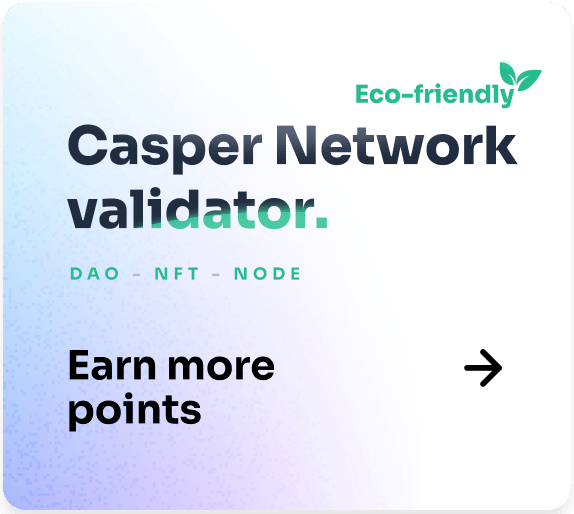 Eco-friendly
Casper Network
validator.
DAO - NFT - NODE
Earn more
points